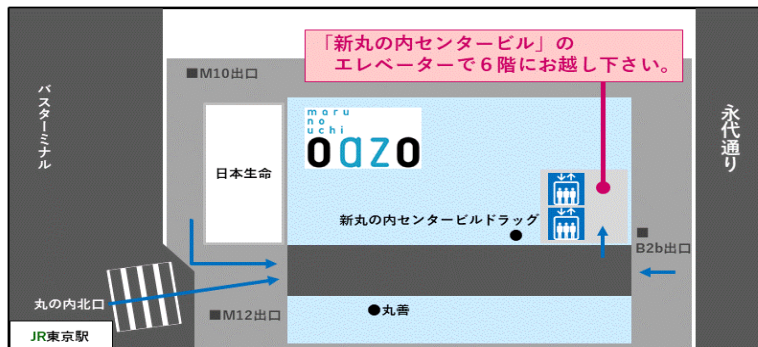 「新丸の内センタービル」の
エレベーターで６階にお越し下さい。
■M10出口
バスターミナル
maru
no
uchi
oazo
永代通り
日本生命
新丸の内センタービルドラッグ
■
B2b出口
丸の内北口
■M12出口
●丸善
JR東京駅